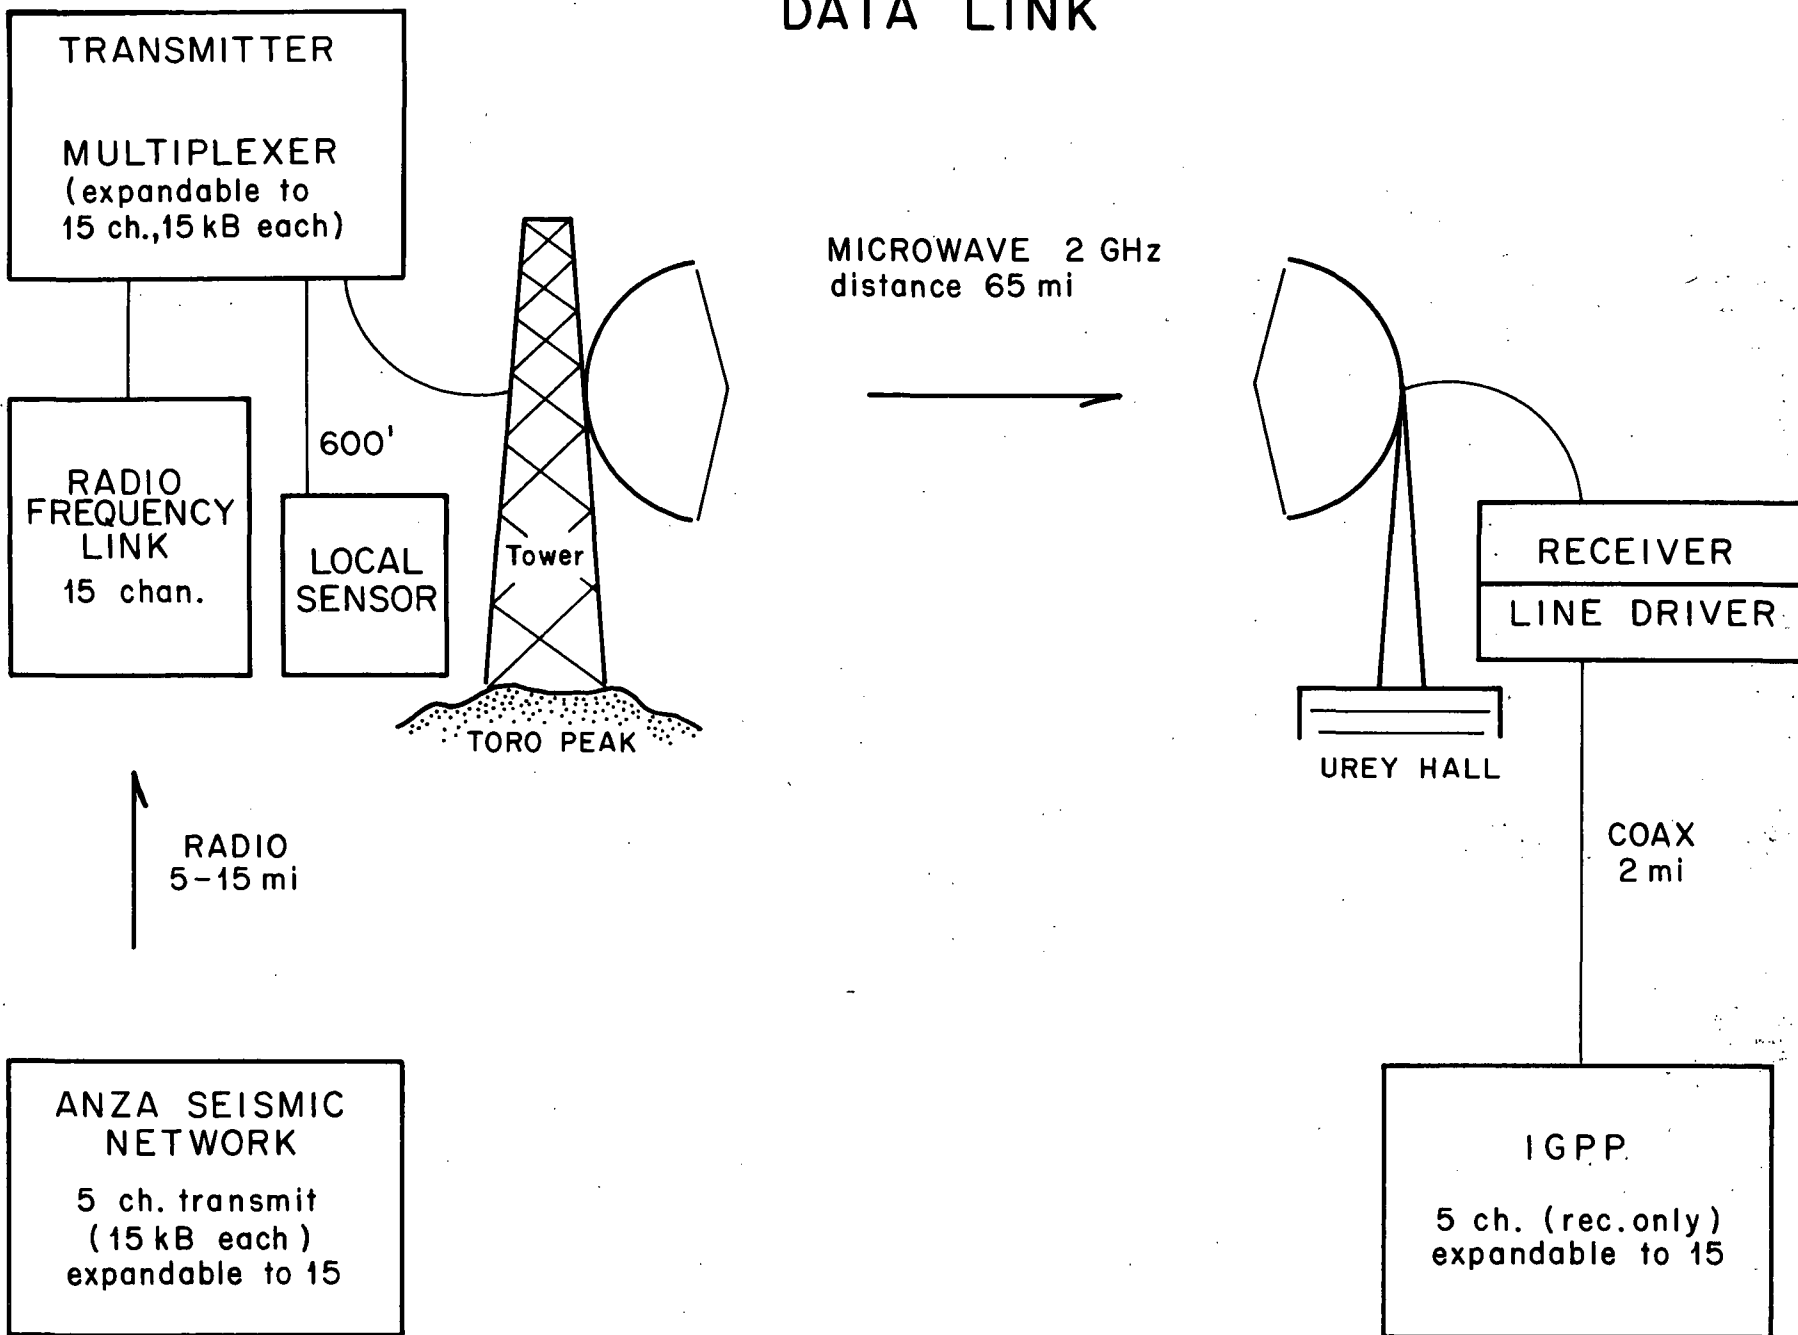 DATA LINK
TRANSMITTER
MULTIPLEXER
(expandable to
15 ch.,15 kB each)
MICROWAVE 2 GHz
distance 65 mi
600'
RADIO
FREQUENCY
LINK
15 chan.
LOCAL
SENSOR
Tower
TORO PEAK
RECEIVER
LINE DRIVER
UREY HALL
RADIO
5-15 mi
COAX
2 mi
ANZA SEISMIC
NETWORK
5 ch. transmit
(15 kB each)
expandable to 15
IGPP
5 ch. (rec. only)
expandable to 15